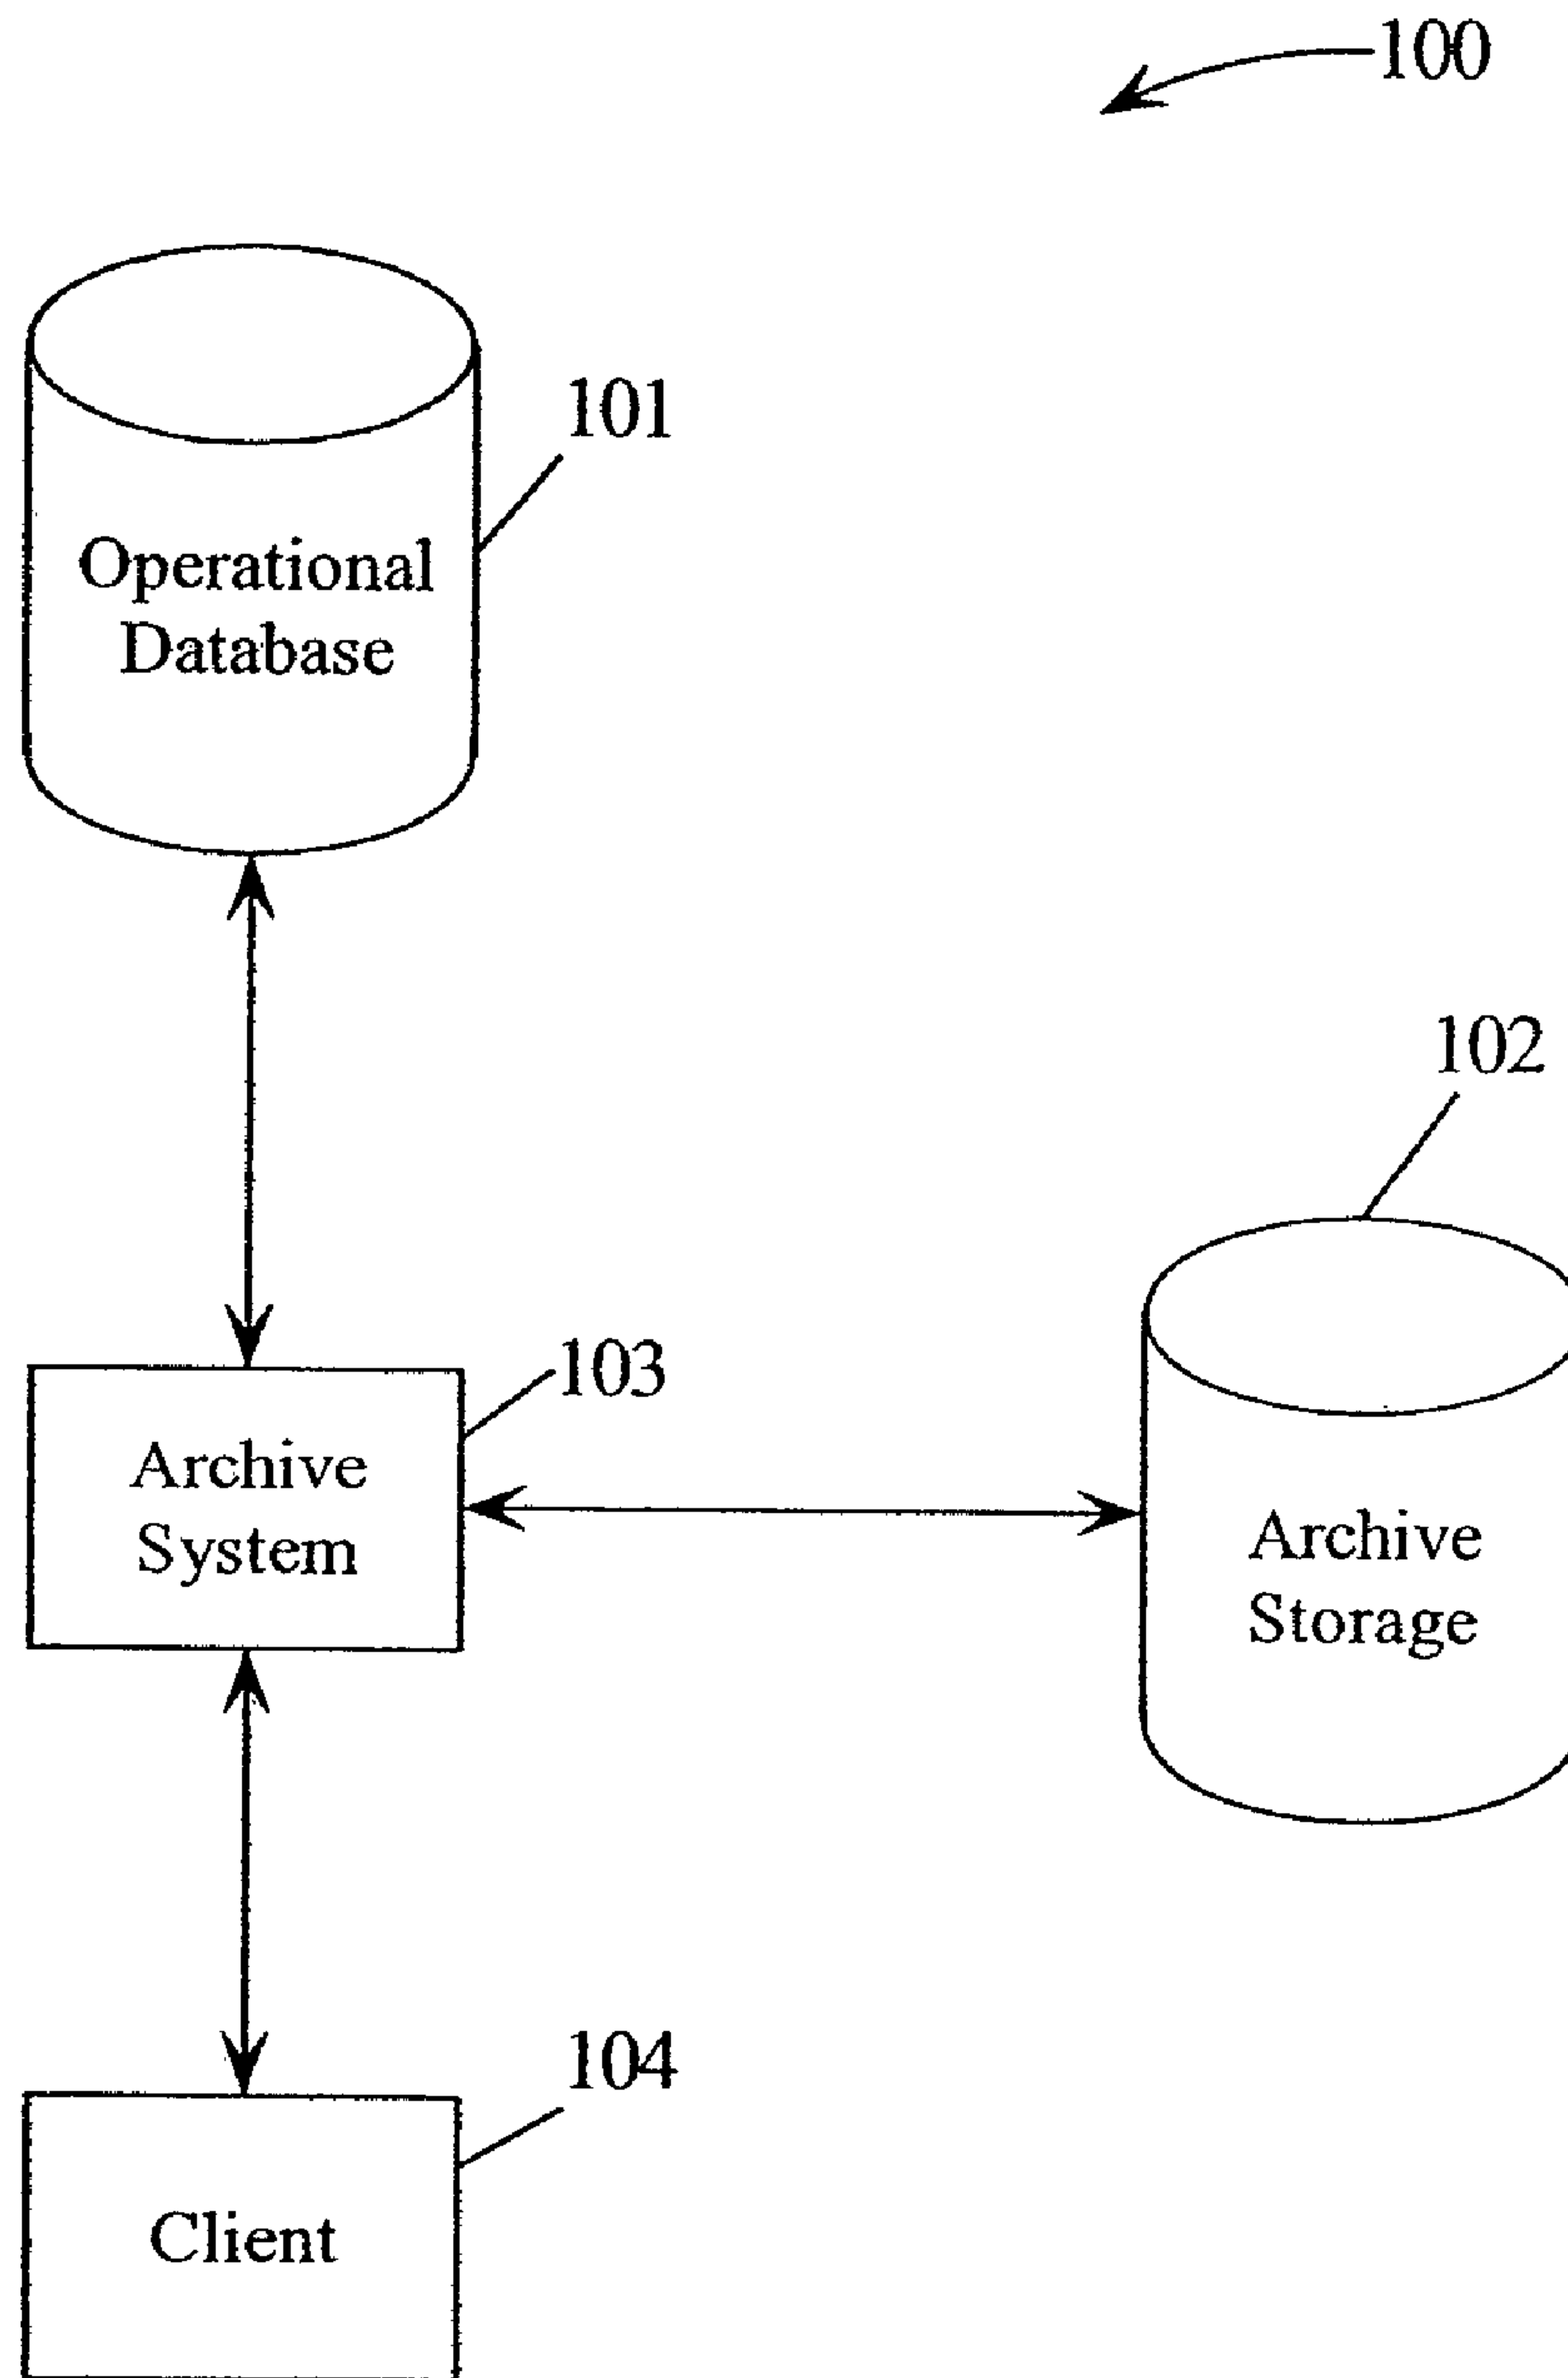 100
101
Operational
Database
102
103
Archive
System
Archive
Storage
104
Client